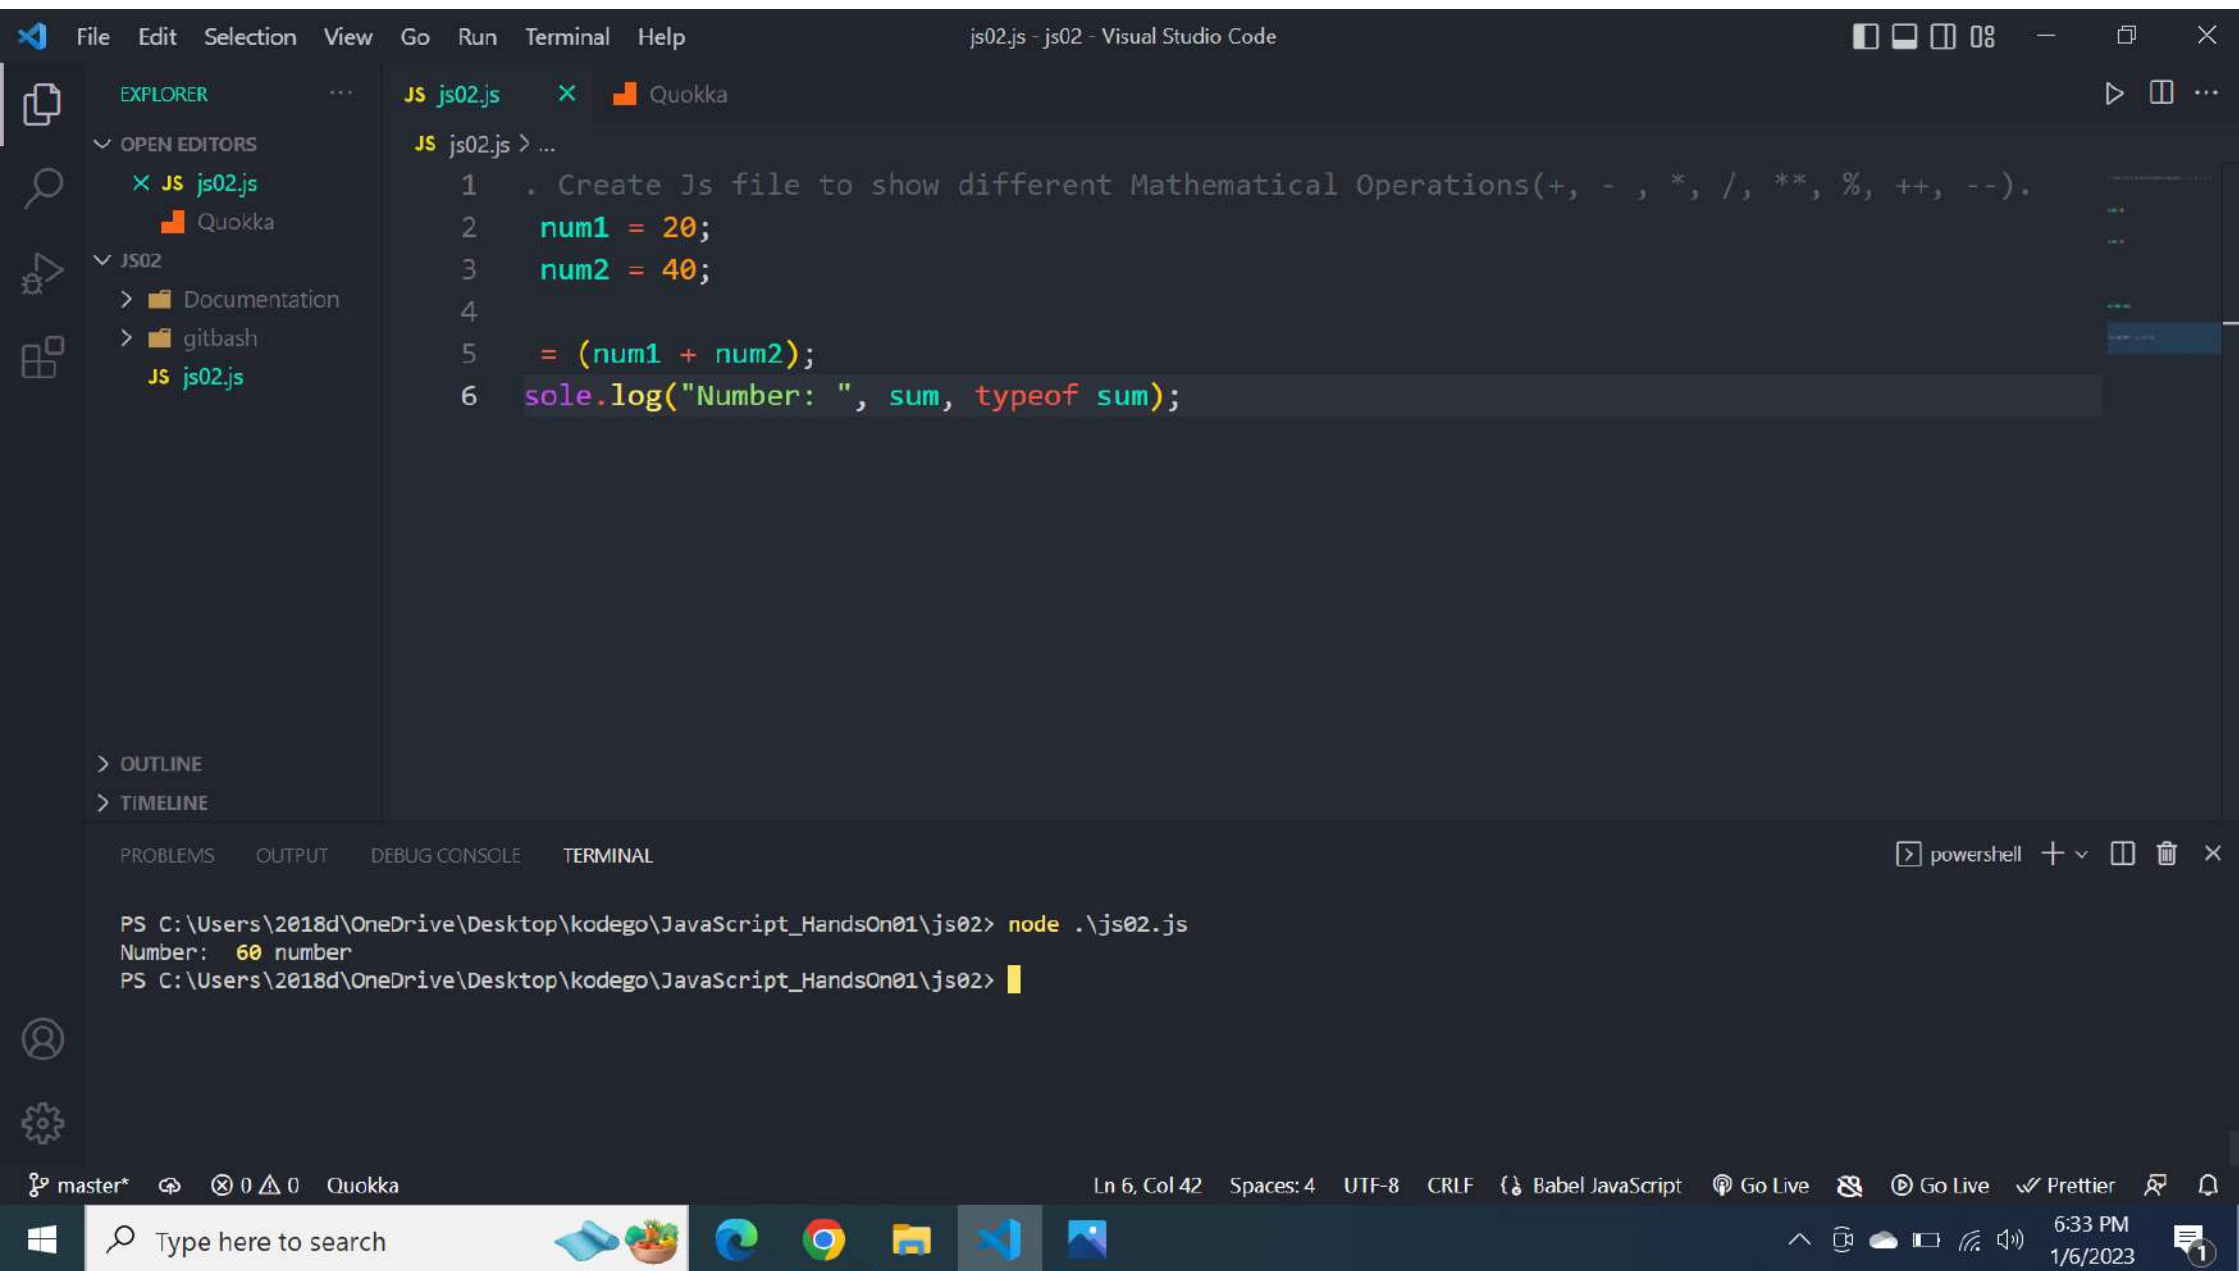 File Edit Selection View Go Run Terminal Help js02.js - js02 - Visual Studio Code
EXPLORER
OPEN EDITORS
JS js02.js
Quokka
JS02
Documentation
gitbash
JS js02.js
OUTLINE
TIMELINE
JS js02.js Quokka
JS js02.js > ...
1 . Create Js file to show different Mathematical Operations(+, - , *, /, **, %, ++, --).
2 num1 = 20;
3 num2 = 40;
4
5 = (num1 + num2);
6 sole.log("Number: ", sum, typeof sum);
PROBLEMS OUTPUT DEBUG CONSOLE TERMINAL powershell
PS C:\Users\2018d\OneDrive\Desktop\kodego\JavaScript_HandsOn01\js02> node .\js02.js
Number:  60 number
PS C:\Users\2018d\OneDrive\Desktop\kodego\JavaScript_HandsOn01\js02>
master* 0 0 Quokka Ln 6, Col 42 Spaces: 4 UTF-8 CRLF Babel JavaScript Go Live Go Live Prettier
Type here to search 6:33 PM
1/6/2023
1